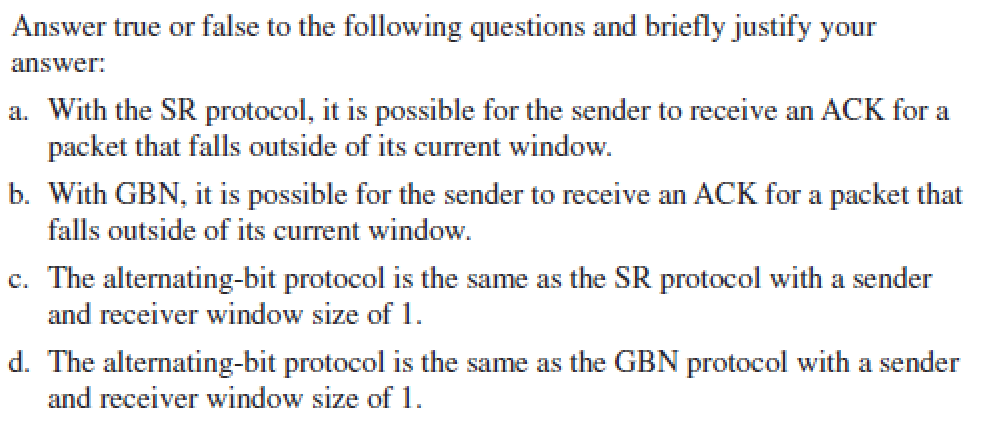 Answer true or false to the following questions and briefly justify your
answer:
a. With the SR protocol, it is possible for the sender to receive an ACK for a
packet that falls outside of its current window.
b. With GBN, it is possible for the sender to receive an ACK for a packet that
falls outside of its current window.
c. The alternating-bit protocol is the same as the SR protocol with a sender
and receiver window size of 1.
d. The alternating-bit protocol is the same as the GBN protocol with a sender
and receiver window size of 1.